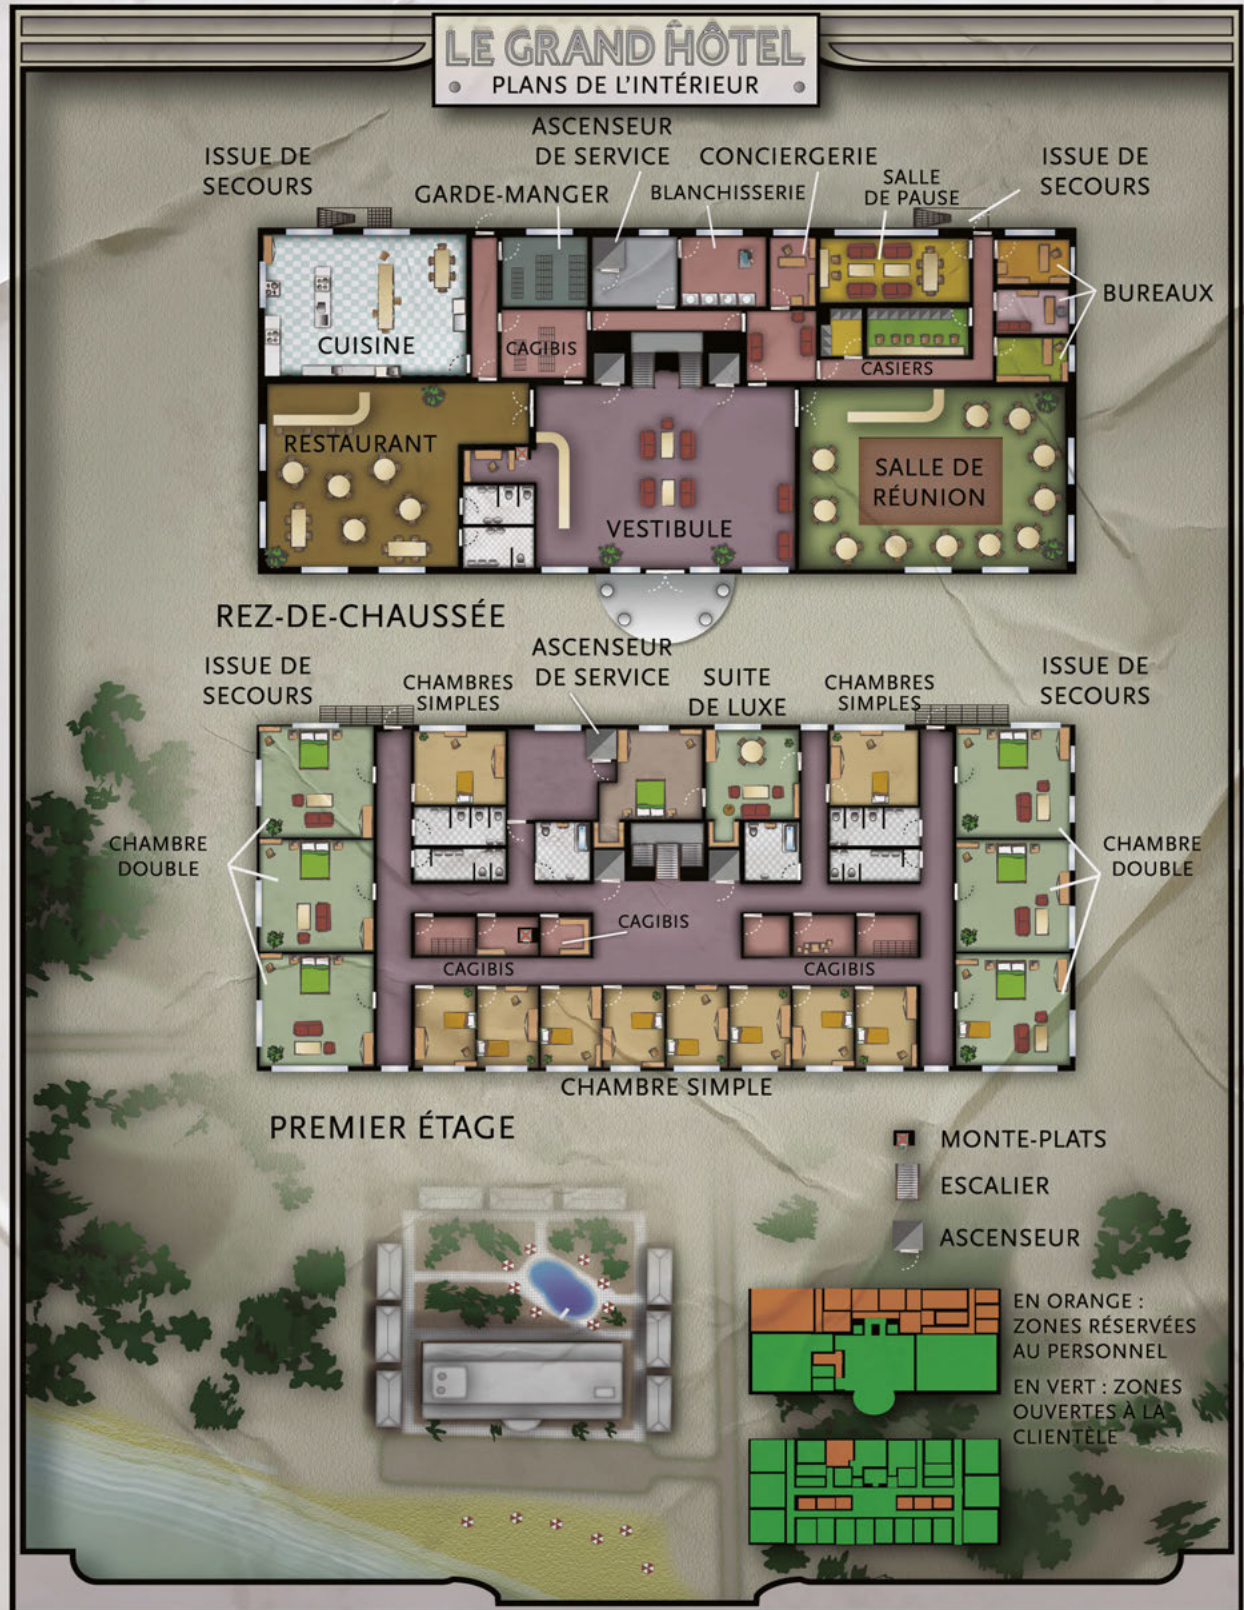 LE GRAND HÔTEL
PLANS DE L'INTÉRIEUR
ISSUE DE
SECOURS
GARDE-MANGER
ASCENSEUR
DE SERVICE
BLANCHISSERIE
CONCIERGERIE
SALLE
DE PAUSE
ISSUE DE
SECOURS
BUREAUX
CUISINE
CAGIBIS
CASIERS
RESTAURANT
VESTIBULE
SALLE DE
RÉUNION
REZ-DE-CHAUSSÉE
ISSUE DE
SECOURS
CHAMBRES
SIMPLES
ASCENSEUR
DE SERVICE
SUITE
DE LUXE
CHAMBRES
SIMPLES
ISSUE DE
SECOURS
CHAMBRE
DOUBLE
CHAMBRE
DOUBLE
CAGIBIS
CAGIBIS
CAGIBIS
CHAMBRE SIMPLE
PREMIER ÉTAGE
MONTE-PLATS
ESCALIER
ASCENSEUR
EN ORANGE :
ZONES RÉSERVÉES
AU PERSONNEL
EN VERT : ZONES
OUVERTES À LA
CLIENTÈLE